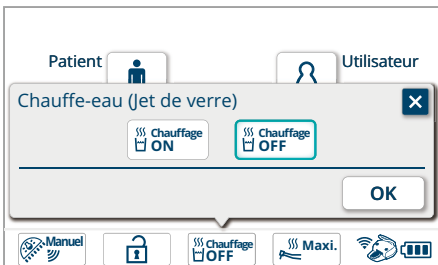 Patient
Utilisateur
Chauffe-eau (Jet de verre)
Chauffage
ON
Chauffage
OFF
OK
Manuel
Chauffage
OFF
Maxi.